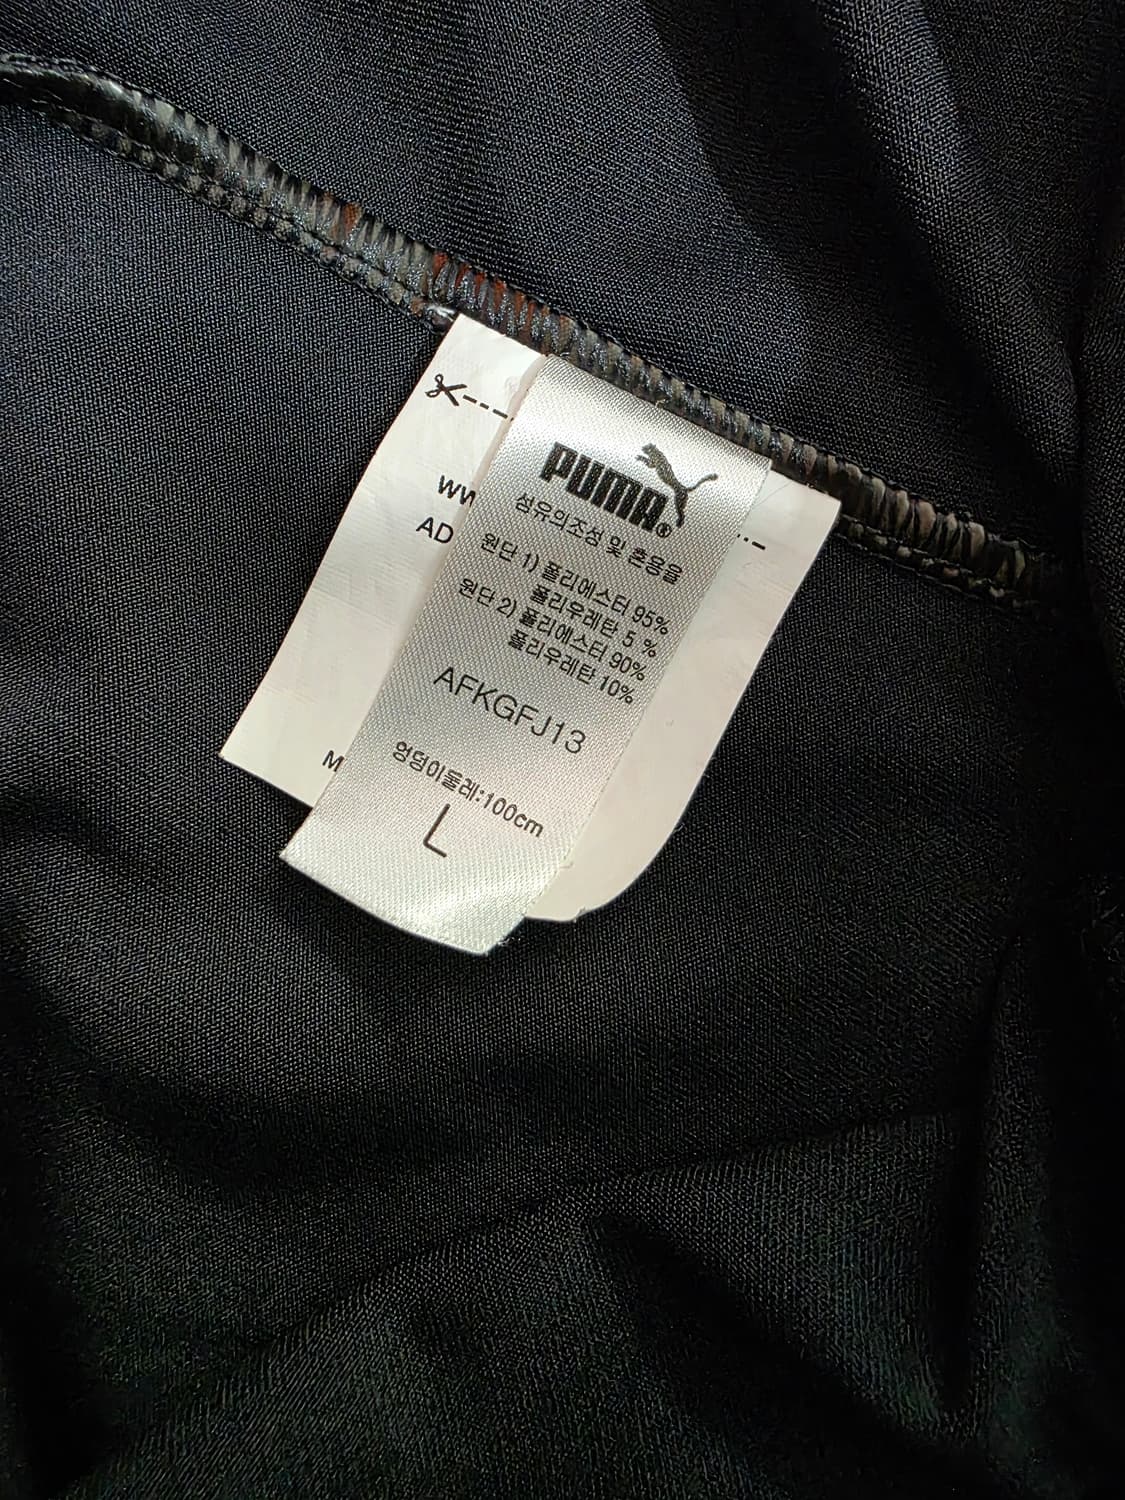 PUMA®
섬유의조성 및 혼용율
원단 1) 폴리에스터 95%
폴리우레탄 5 %
원단 2) 폴리에스터 90%
폴리우레탄 10%
AFKGFJ13
엉덩이둘레:100cm
L
ww
AD
M